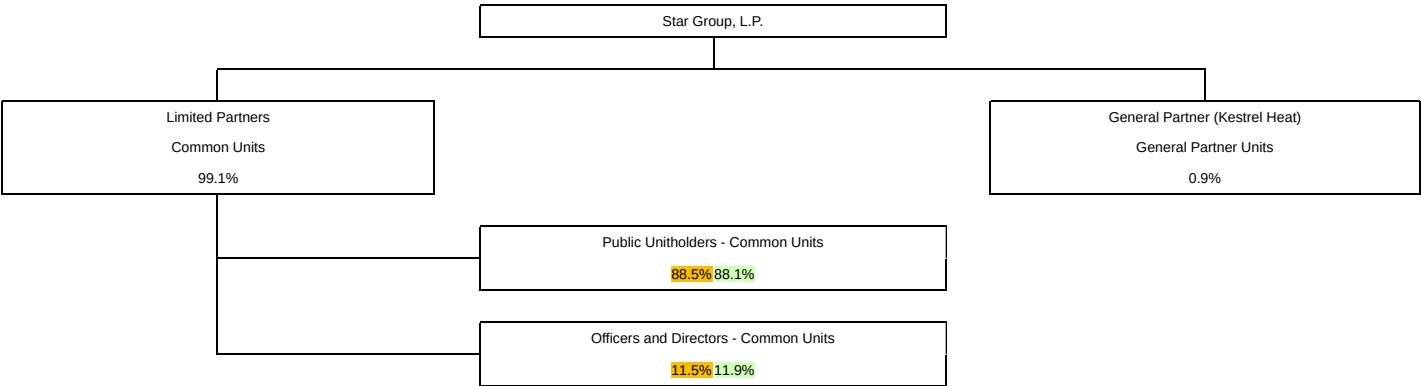 Star Group, L.P.
Limited Partners
Common Units
99.1%
General Partner (Kestrel Heat)
General Partner Units
0.9%
Public Unitholders - Common Units
88.5% 88.1%
Officers and Directors - Common Units
11.5% 11.9%